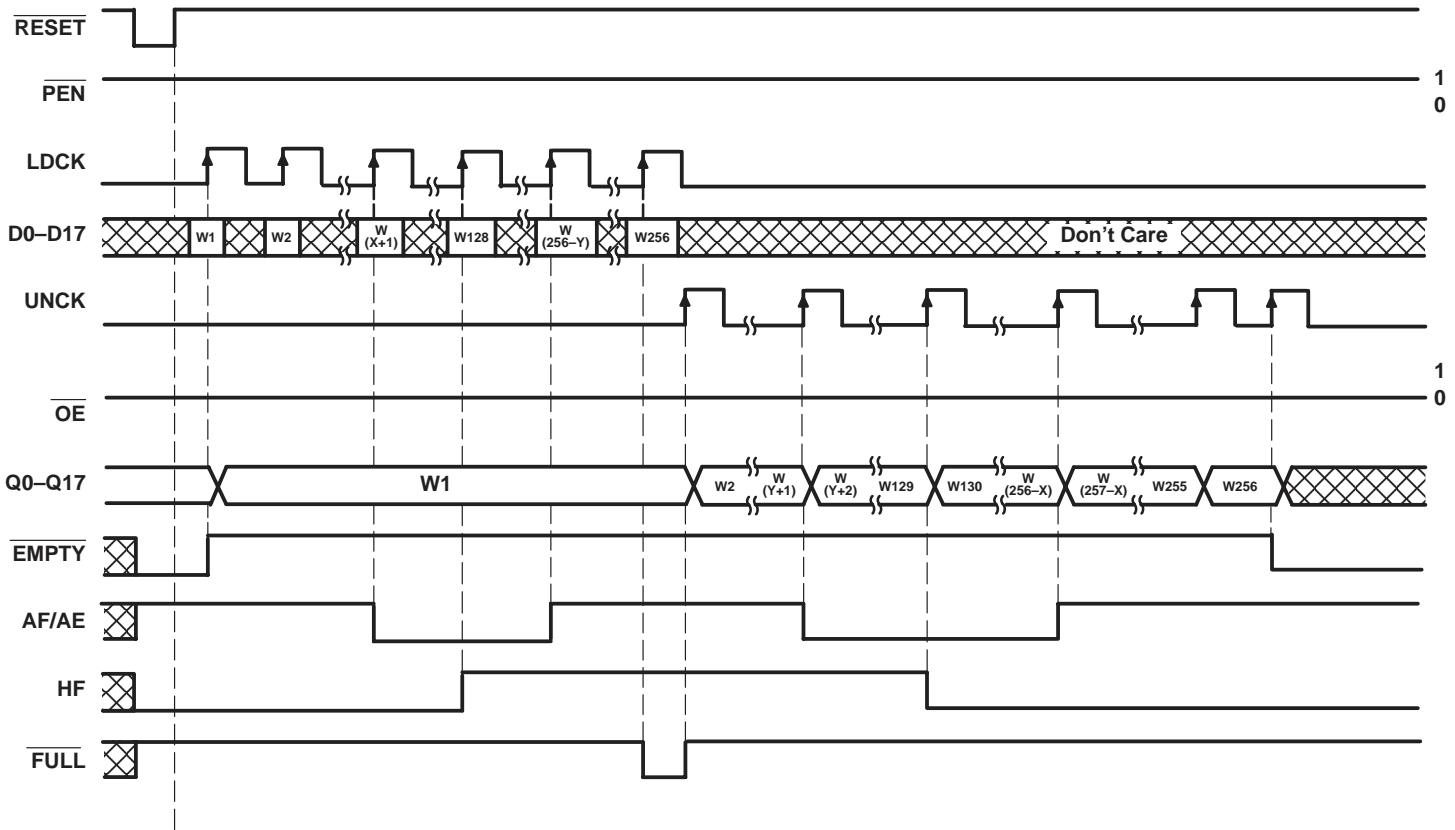 RESET
PEN
1
0
LDCK
D0–D17
W1
W2
W
(X+1)
W128
W
(256–Y)
W256
Don't Care
UNCK
OE
1
0
Q0–Q17
W1
W2
W
(Y+1)
W
(Y+2)
W129
W130
W
(256–X)
W
(257–X)
W255
W256
EMPTY
AF/AE
HF
FULL